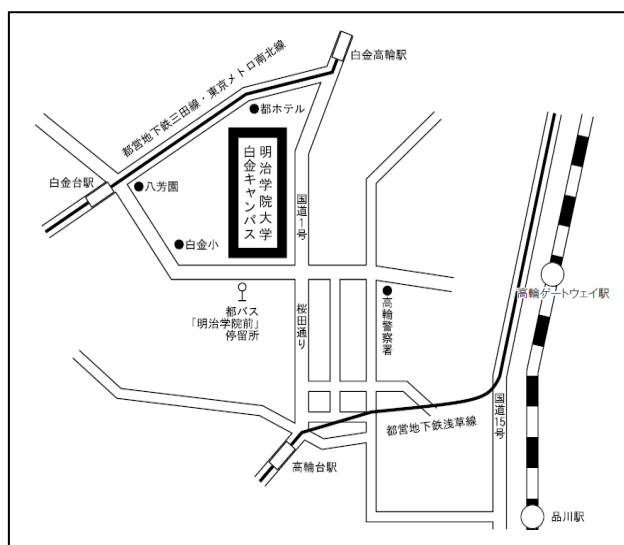 白金高輪駅
都営地下鉄三田線・東京メトロ南北線
都ホテル
明治学院大学
白金キャンパス
白金台駅
八芳園
国道1号
白金小
高輪ゲートウェイ駅
都バス
「明治学院前」
停留所
桜田通り
高輪警察署
都営地下鉄浅草線
国道15号
高輪台駅
品川駅